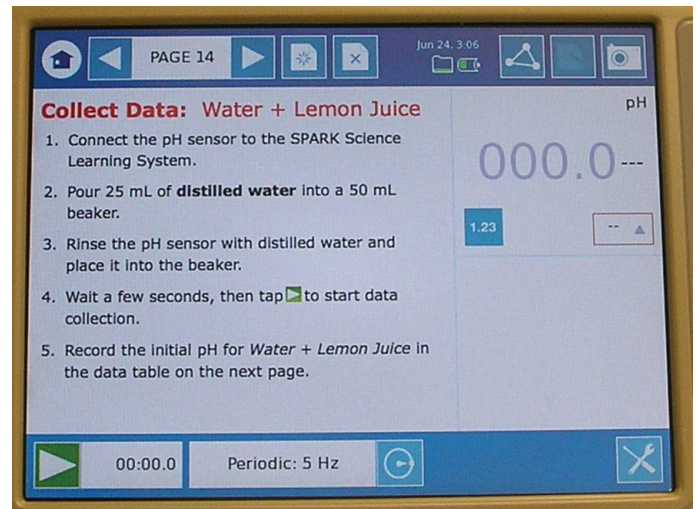 PAGE 14
Jun 24, 3:06
Collect Data: Water + Lemon Juice
1. Connect the pH sensor to the SPARK Science
Learning System.
2. Pour 25 mL of distilled water into a 50 mL
beaker.
3. Rinse the pH sensor with distilled water and
place it into the beaker.
4. Wait a few seconds, then tap to start data
collection.
5. Record the initial pH for Water + Lemon Juice in
the data table on the next page.
pH
000.0---
1.23
--
00:00.0
Periodic: 5 Hz